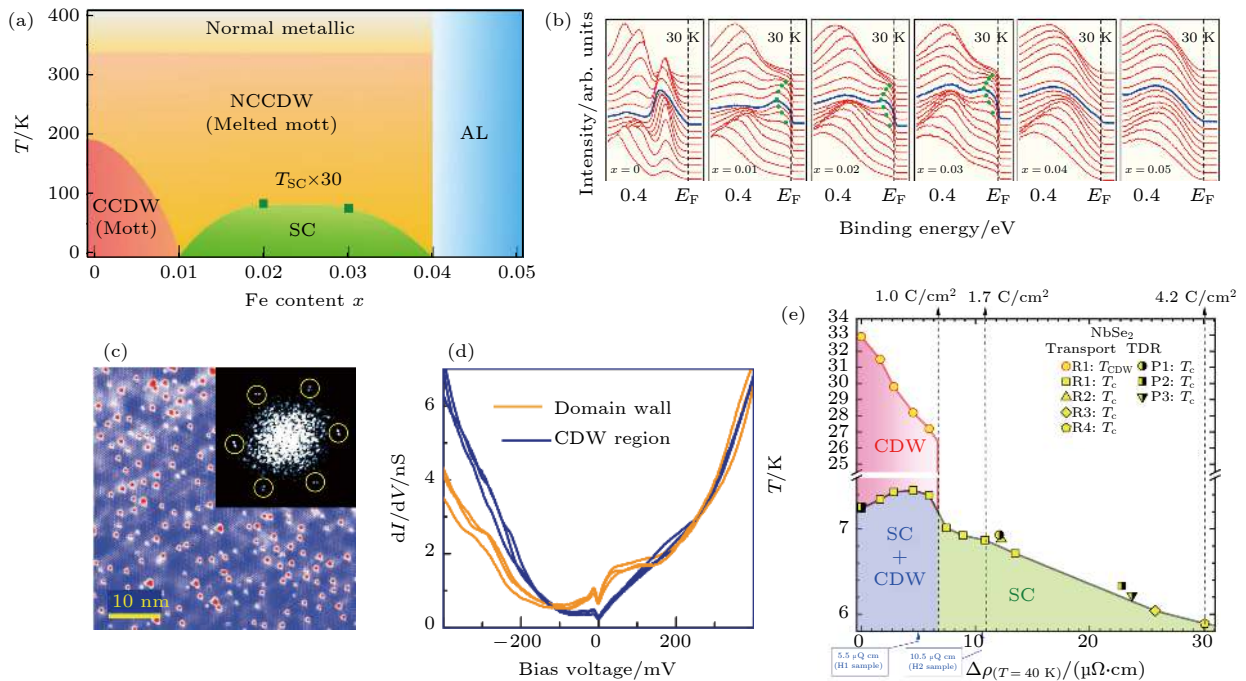 (a)
400
300
200
100
0
T/K
Normal metallic
NCCDW
(Melted mott)
AL
T_SC×30
CCDW
(Mott)
SC
0
0.01
0.02
0.03
0.04
0.05
Fe content x
(b)
Intensity/arb. units
30 K
30 K
30 K
30 K
30 K
30 K
x=0
x=0.01
x=0.02
x=0.03
x=0.04
x=0.05
0.4
E_F
0.4
E_F
0.4
E_F
0.4
E_F
0.4
E_F
0.4
E_F
Binding energy/eV
(c)
10 nm
(d)
6
4
2
0
dI/dV/nS
Domain wall
CDW region
−200
0
200
Bias voltage/mV
(e)
1.0 C/cm²
1.7 C/cm²
4.2 C/cm²
34
33
32
31
30
29
28
27
26
25
7
6
T/K
NbSe₂
Transport TDR
R1: T_CDW
R1: T_c
R2: T_c
R3: T_c
R4: T_c
P1: T_c
P2: T_c
P3: T_c
CDW
SC
+
CDW
SC
0
10
20
30
5.5 μΩ cm
(H1 sample)
10.5 μΩ cm
(H2 sample)
Δρ(T = 40 K)/(μΩ·cm)